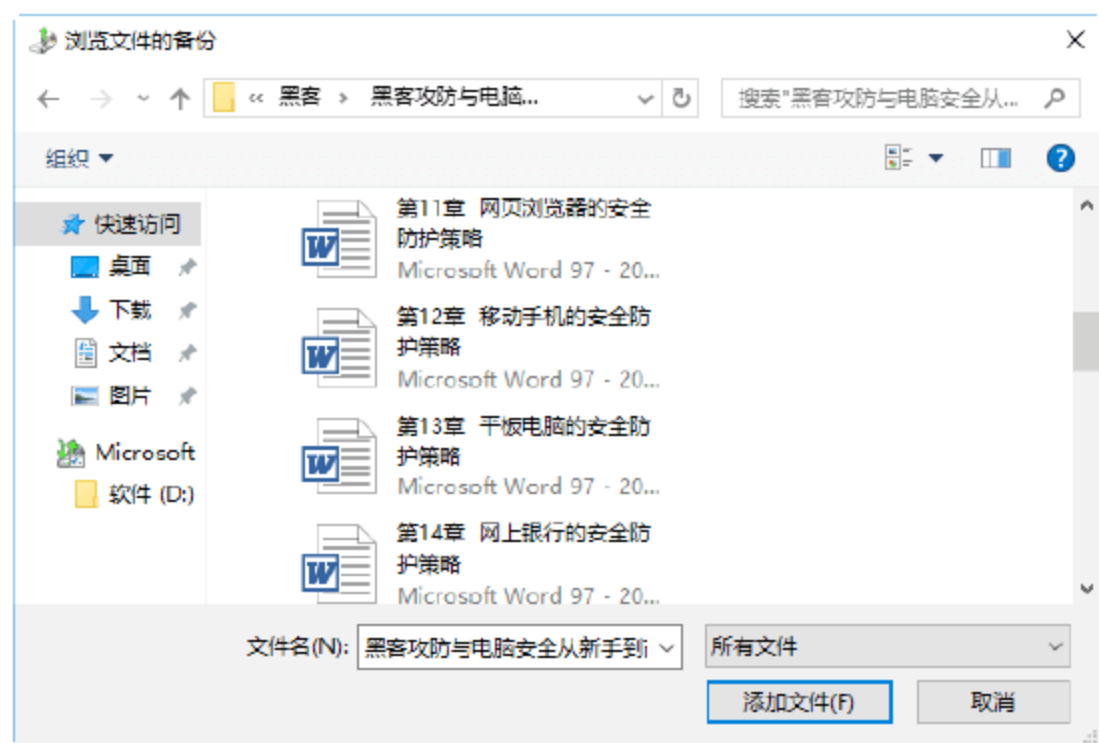 浏览文件的备份
« 黑客 › 黑客攻防与电脑...
搜索"黑客攻防与电脑安全从...
组织
快速访问
桌面
下载
文档
图片
Microsoft
软件 (D:)
第11章 网页浏览器的安全
防护策略
Microsoft Word 97 - 20...
第12章 移动手机的安全防
护策略
Microsoft Word 97 - 20...
第13章 平板电脑的安全防
护策略
Microsoft Word 97 - 20...
第14章 网上银行的安全防
护策略
Microsoft Word 97 - 20...
文件名(N): 黑客攻防与电脑安全从新手到
所有文件
添加文件(F)
取消